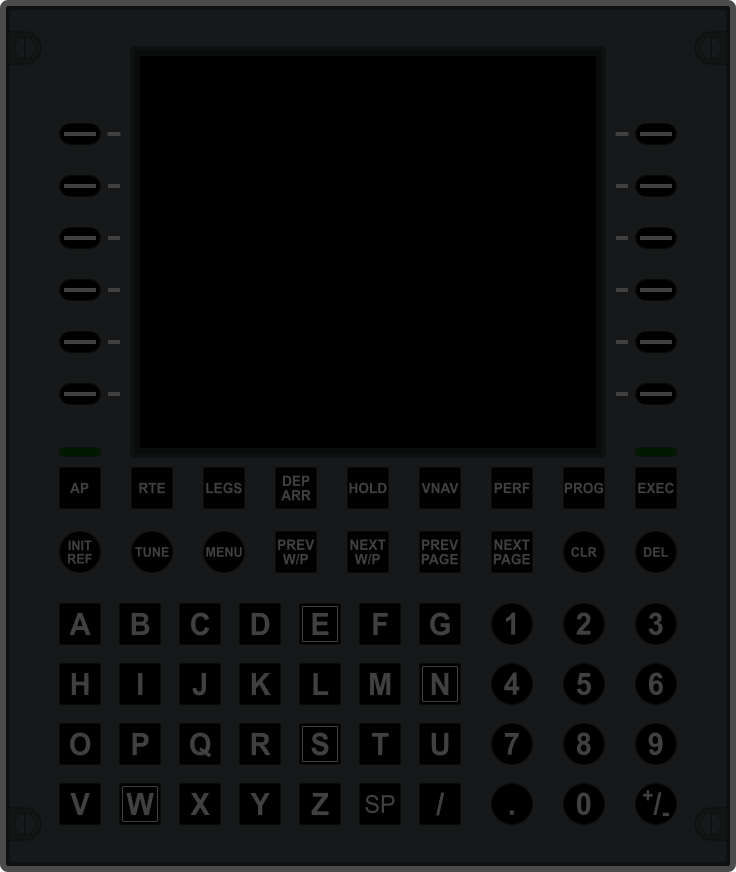 AP RTE LEGS DEP ARR HOLD VNAV PERF PROG EXEC
INIT REF TUNE MENU PREV W/P NEXT W/P PREV PAGE NEXT PAGE CLR DEL
A B C D E F G 1 2 3
H I J K L M N 4 5 6
O P Q R S T U 7 8 9
V W X Y Z SP / . 0 +/-